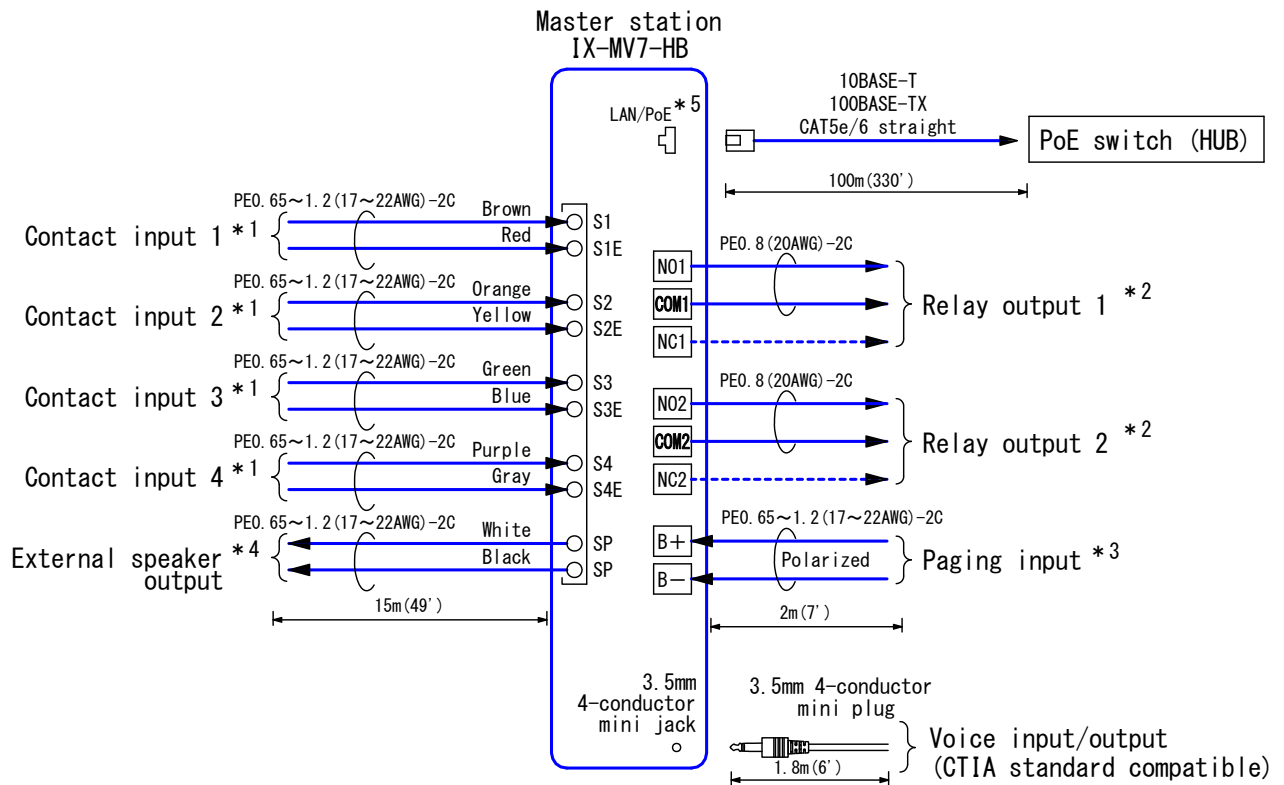 Master station
IX-MV7-HB
LAN/PoE *5
10BASE-T
100BASE-TX
CAT5e/6 straight
PoE switch (HUB)
100m(330')
PE0.65~1.2(17~22AWG)-2C
Contact input 1 *1
Brown
Red
S1
S1E
PE0.65~1.2(17~22AWG)-2C
Contact input 2 *1
Orange
Yellow
S2
S2E
PE0.65~1.2(17~22AWG)-2C
Contact input 3 *1
Green
Blue
S3
S3E
PE0.65~1.2(17~22AWG)-2C
Contact input 4 *1
Purple
Gray
S4
S4E
PE0.65~1.2(17~22AWG)-2C
External speaker *4
output
White
Black
SP
SP
15m(49')
PE0.8(20AWG)-2C
NO1
COM1
NC1
Relay output 1 *2
PE0.8(20AWG)-2C
NO2
COM2
NC2
Relay output 2 *2
PE0.65~1.2(17~22AWG)-2C
B+
B−
Polarized
Paging input *3
2m(7')
3.5mm
4-conductor
mini jack
3.5mm 4-conductor
mini plug
1.8m(6')
Voice input/output
(CTIA standard compatible)